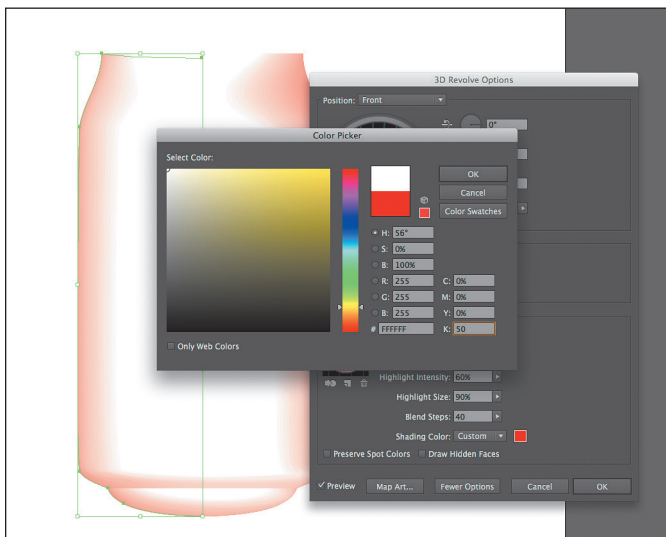 3D Revolve Options
Position: Front
0°
Color Picker
Select Color:
OK
Cancel
Color Swatches
H: 56°
S: 0%
B: 100%
R: 255
G: 255
B: 255
# FFFFFF
C: 0%
M: 0%
Y: 0%
K: 50
Only Web Colors
Highlight Intensity: 60%
Highlight Size: 90%
Blend Steps: 40
Shading Color: Custom
Preserve Spot Colors Draw Hidden Faces
Preview Map Art... Fewer Options Cancel OK